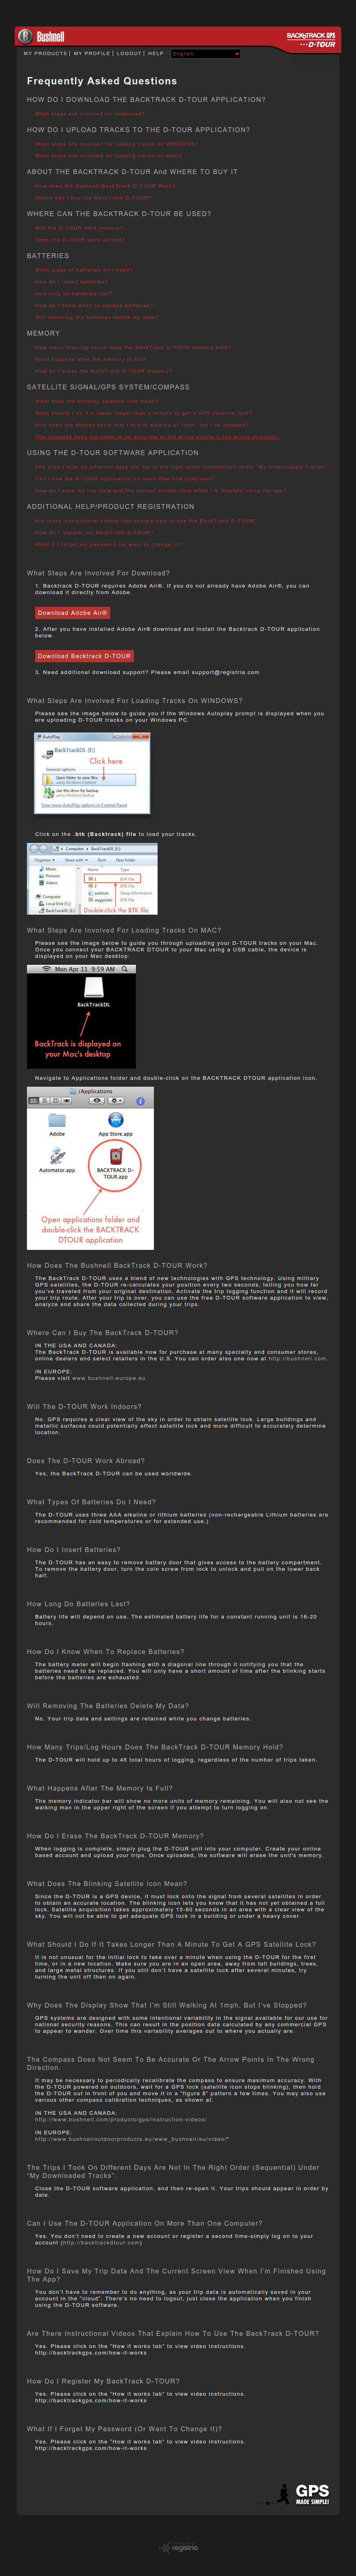 Bushnell
BACKTRACK GPS
D-TOUR
MY PRODUCTS | MY PROFILE | LOGOUT | HELP
English
Frequently Asked Questions
HOW DO I DOWNLOAD THE BACKTRACK D-TOUR APPLICATION?
What steps are involved for download?
HOW DO I UPLOAD TRACKS TO THE D-TOUR APPLICATION?
What steps are involved for loading tracks on WINDOWS?
What steps are involved for loading tracks on MAC?
ABOUT THE BACKTRACK D-TOUR And WHERE TO BUY IT
How does the Bushnell BackTrack D-TOUR Work?
Where can I buy the BackTrack D-TOUR?
WHERE CAN THE BACKTRACK D-TOUR BE USED?
Will the D-TOUR work indoors?
Does the D-TOUR work abroad?
BATTERIES
What types of batteries do I need?
How do I insert batteries?
How long do batteries last?
How do I know when to replace batteries?
Will removing the batteries delete my data?
MEMORY
How many trips/log hours does the BackTrack D-TOUR memory hold?
What happens after the memory is full?
How do I erase the BackTrack D-TOUR memory?
SATELLITE SIGNAL/GPS SYSTEM/COMPASS
What does the blinking satellite icon mean?
What should I do if it takes longer than a minute to get a GPS satellite lock?
Why does the display show that I'm still walking at 1mph, but I've stopped?
The compass does not seem to be accurate or the arrow points in the wrong direction.
USING THE D-TOUR SOFTWARE APPLICATION
The trips I took on different days are not in the right order (sequential) under "My Downloaded Tracks".
Can I use the D-TOUR application on more than one computer?
How do I save my trip data and the current screen view when I'm finished using the app?
ADDITIONAL HELP/PRODUCT REGISTRATION
Are there instructional videos that explain how to use the BackTrack D-TOUR?
How do I register my BackTrack D-TOUR?
What if I forget my password (or want to change it)?
What Steps Are Involved For Download?
1. Backtrack D-TOUR requires Adobe Air®. If you do not already have Adobe Air®, you can
download it directly from Adobe.
Download Adobe Air®
2. After you have installed Adobe Air® download and install the Backtrack D-TOUR application
below.
Download Backtrack D-TOUR
3. Need additional download support? Please email support@registria.com
What Steps Are Involved For Loading Tracks On WINDOWS?
Please see the image below to guide you if the Windows Autoplay prompt is displayed when you
are uploading D-TOUR tracks on your Windows PC.
AutoPlay
BackTrackDL (E:)
Click here
General options
Open folder to view files
using Windows Explorer
Use this drive for backup
using Windows Backup
View more AutoPlay options in Control Panel
Click on the .btk (Backtrack) file to load your tracks.
Computer BackTrackDL (E:)
Organize Share with Burn New folder
Music
Pictures
Videos
Computer
Local Disk (C:)
BackTrackDL (E:)
Name Type
1 BTK File
autorun Setup Information
waypoints BTK File
Double-click the BTK file
What Steps Are Involved For Loading Tracks On MAC?
Please see the image below to guide you through uploading your D-TOUR tracks on your Mac.
Once you connect your BACKTRACK DTOUR to your Mac using a USB cable, the device is
displayed on your Mac desktop:
Mon Apr 11 9:59 AM
BackTrackDL
BackTrack is displayed on
your Mac's desktop
Navigate to Applications folder and double-click on the BACKTRACK DTOUR application icon.
/Applications
Adobe
App Store.app
Automator.app
BACKTRACK D-
TOUR.app
Open applications folder and
double-click the BACKTRACK
DTOUR application
How Does The Bushnell BackTrack D-TOUR Work?
The BackTrack D-TOUR uses a blend of new technologies with GPS technology. Using military
GPS satellites, the D-TOUR re-calculates your position every two seconds, telling you how far
you've traveled from your original destination. Activate the trip logging function and it will record
your trip route. After your trip is over, you can use the free D-TOUR software application to view,
analyze and share the data collected during your trips.
Where Can I Buy The BackTrack D-TOUR?
IN THE USA AND CANADA:
The BackTrack D-TOUR is available now for purchase at many specialty and consumer stores,
online dealers and select retailers in the U.S. You can order also one now at http://bushnell.com.
IN EUROPE:
Please visit www.bushnell-europe.eu
Will The D-TOUR Work Indoors?
No. GPS requires a clear view of the sky in order to obtain satellite lock. Large buildings and
metallic surfaces could potentially affect satellite lock and more difficult to accurately determine
location.
Does The D-TOUR Work Abroad?
Yes, the BackTrack D-TOUR can be used worldwide.
What Types Of Batteries Do I Need?
The D-TOUR uses three AAA alkaline or lithium batteries (non-rechargeable Lithium batteries are
recommended for cold temperatures or for extended use.)
How Do I Insert Batteries?
The D-TOUR has an easy to remove battery door that gives access to the battery compartment.
To remove the battery door, turn the coin screw from lock to unlock and pull on the lower back
half.
How Long Do Batteries Last?
Battery life will depend on use. The estimated battery life for a constant running unit is 16-20
hours.
How Do I Know When To Replace Batteries?
The battery meter will begin flashing with a diagonal line through it notifying you that the
batteries need to be replaced. You will only have a short amount of time after the blinking starts
before the batteries are exhausted.
Will Removing The Batteries Delete My Data?
No. Your trip data and settings are retained while you change batteries.
How Many Trips/Log Hours Does The BackTrack D-TOUR Memory Hold?
The D-TOUR will hold up to 48 total hours of logging, regardless of the number of trips taken.
What Happens After The Memory Is Full?
The memory indicator bar will show no more units of memory remaining. You will also not see the
walking man in the upper right of the screen if you attempt to turn logging on.
How Do I Erase The BackTrack D-TOUR Memory?
When logging is complete, simply plug the D-TOUR unit into your computer. Create your online
based account and upload your trips. Once uploaded, the software will erase the unit's memory.
What Does The Blinking Satellite Icon Mean?
Since the D-TOUR is a GPS device, it must lock onto the signal from several satellites in order
to obtain an accurate location. The blinking icon lets you know that it has not yet obtained a full
lock. Satellite acquisition takes approximately 15-60 seconds in an area with a clear view of the
sky. You will not be able to get adequate GPS lock in a building or under a heavy cover.
What Should I Do If It Takes Longer Than A Minute To Get A GPS Satellite Lock?
It is not unusual for the initial lock to take over a minute when using the D-TOUR for the first
time, or in a new location. Make sure you are in an open area, away from tall buildings, trees,
and large metal structures. If you still don't have a satellite lock after several minutes, try
turning the unit off then on again.
Why Does The Display Show That I'm Still Walking At 1mph, But I've Stopped?
GPS systems are designed with some intentional variability in the signal available for our use for
national security reasons. This can result in the position data calculated by any commercial GPS
to appear to wander. Over time this variability averages out to where you actually are.
The Compass Does Not Seem To Be Accurate Or The Arrow Points In The Wrong
Direction.
It may be necessary to periodically recalibrate the compass to ensure maximum accuracy. With
the D-TOUR powered on outdoors, wait for a GPS lock (satellite icon stops blinking), then hold
the D-TOUR out in front of you and move it in a "figure 8" pattern a few times. You may also use
various other compass calibration techniques, as shown at:
IN THE USA AND CANADA:
http://www.bushnell.com/products/gps/instruction-videos/
IN EUROPE:
http://www.bushnelloutdoorproducts.eu/www_bushnell/eu/video/"
The Trips I Took On Different Days Are Not In The Right Order (Sequential) Under
"My Downloaded Tracks".
Close the D-TOUR software application, and then re-open it. Your trips should appear in order by
date.
Can I Use The D-TOUR Application On More Than One Computer?
Yes. You don't need to create a new account or register a second time-simply log on to your
account (http://backtrackdtour.com)
How Do I Save My Trip Data And The Current Screen View When I'm Finished Using
The App?
You don't have to remember to do anything, as your trip data is automatically saved in your
account in the "cloud". There's no need to logout, just close the application when you finish
using the D-TOUR software.
Are There Instructional Videos That Explain How To Use The BackTrack D-TOUR?
Yes. Please click on the "How it works tab" to view video instructions.
http://backtrackgps.com/how-it-works
How Do I Register My BackTrack D-TOUR?
Yes. Please click on the "How it works tab" to view video instructions.
http://backtrackgps.com/how-it-works
What If I Forget My Password (Or Want To Change It)?
Yes. Please click on the "How it works tab" to view video instructions.
http://backtrackgps.com/how-it-works
GPS
MADE SIMPLE!
registria